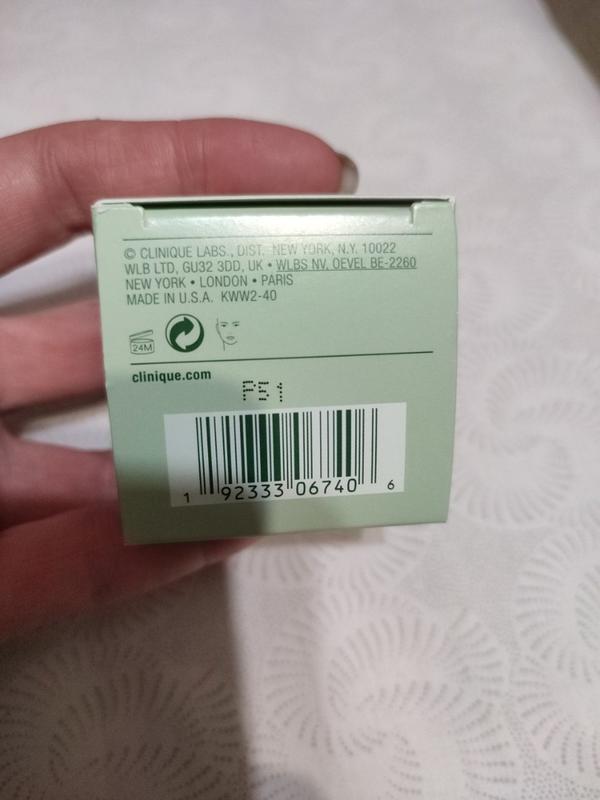 © CLINIQUE LABS., DIST. NEW YORK, N.Y. 10022
WLB LTD, GU32 3DD, UK • WLBS NV, OEVEL BE-2260
NEW YORK • LONDON • PARIS
MADE IN U.S.A. KWW2-40
24M
clinique.com
P51
1 92333 06740 6